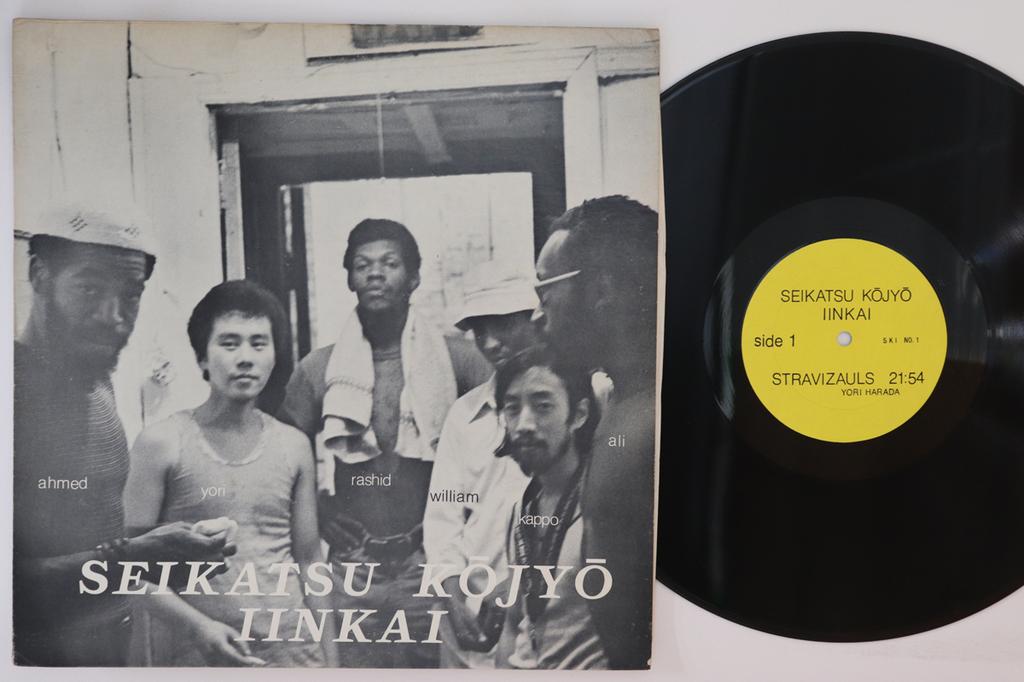 ahmed
yori
rashid
william
kappo
ali
SEIKATSU KŌJYŌ
IINKAI
SEIKATSU KŌJYŌ
IINKAI
side 1
SKI NO. 1
STRAVIZAULS 21:54
YORI HARADA